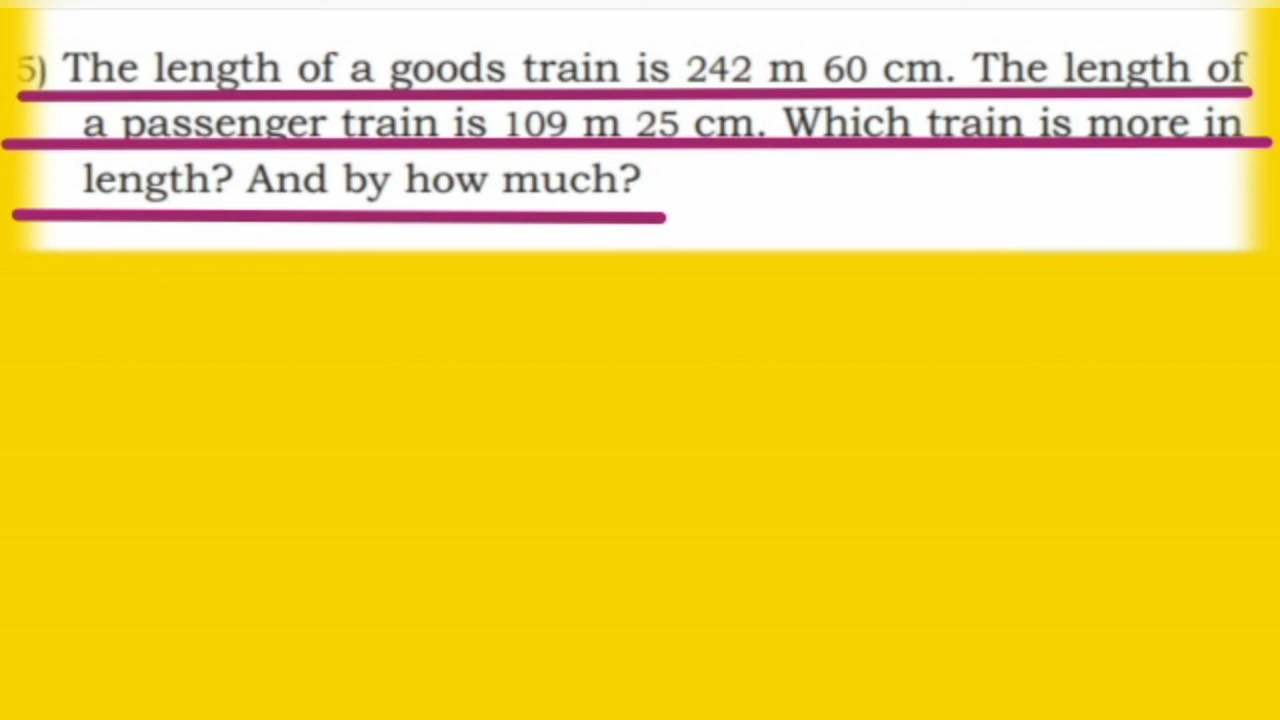 5) The length of a goods train is 242 m 60 cm. The length of
a passenger train is 109 m 25 cm. Which train is more in
length? And by how much?